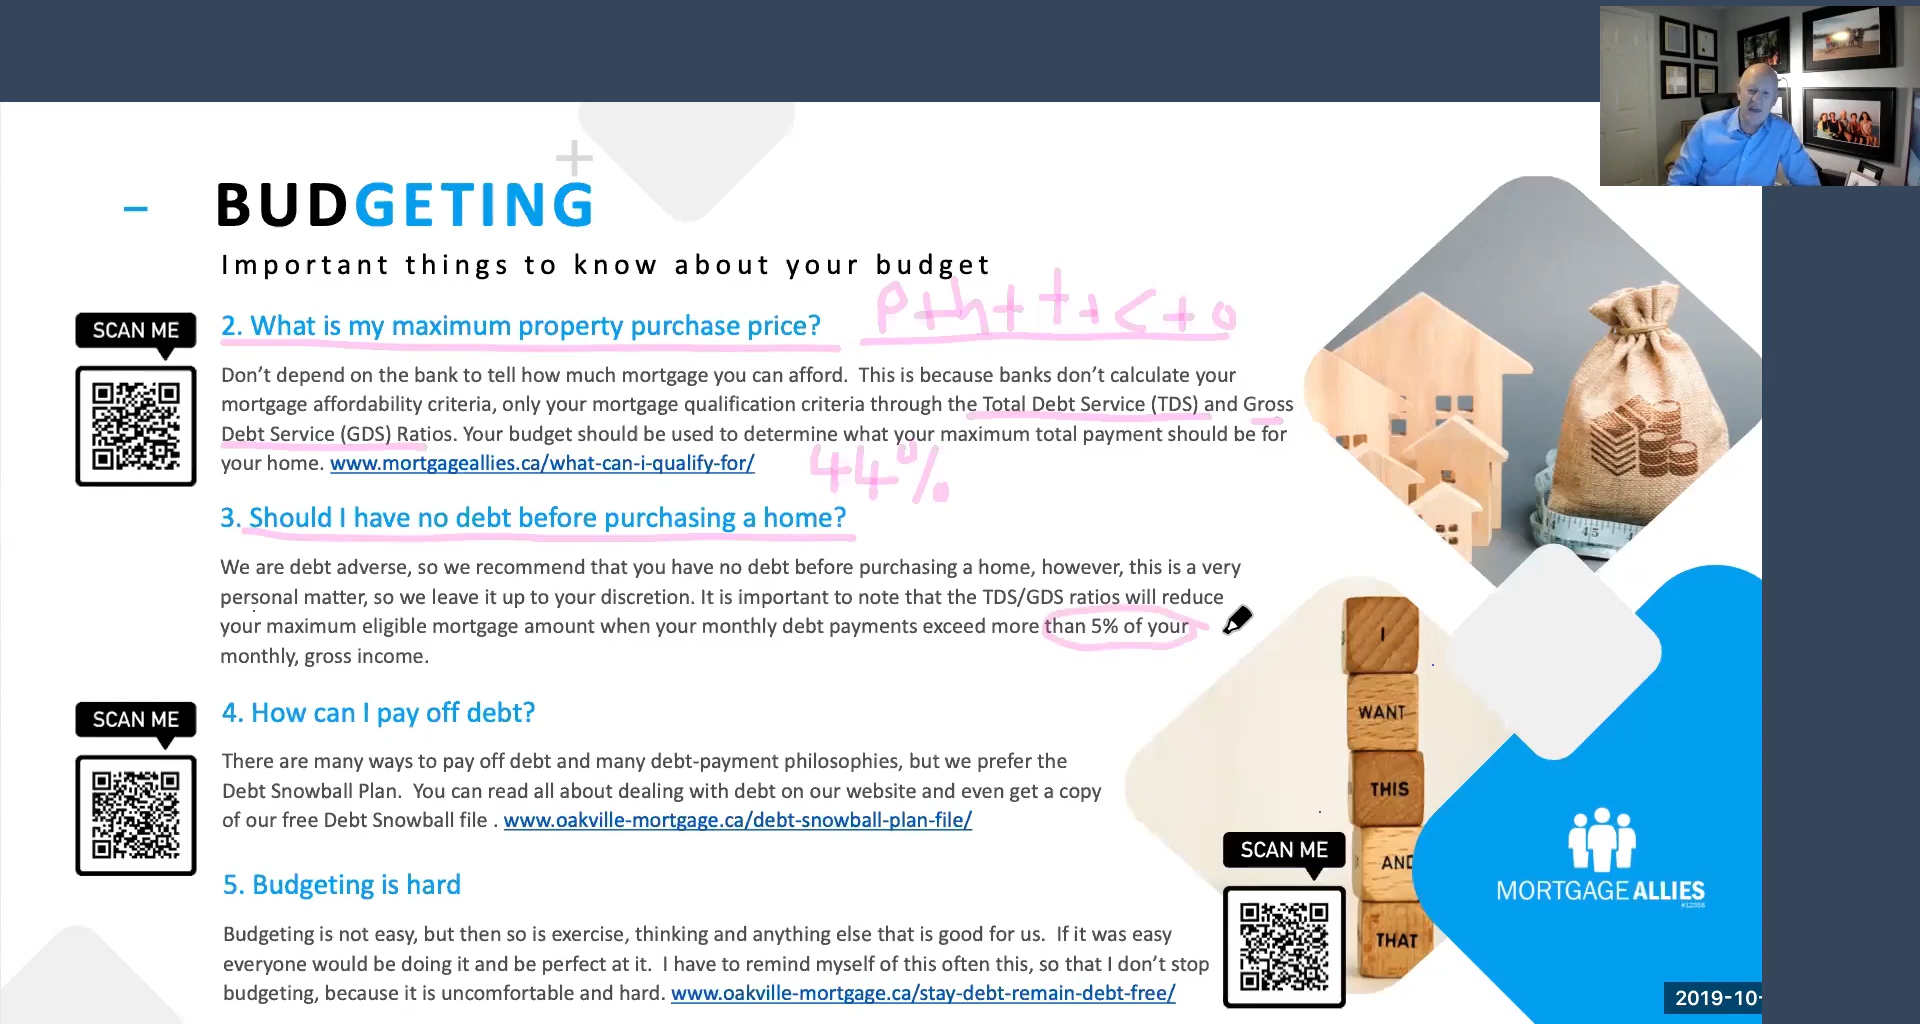 BUDGETING
Important things to know about your budget
p+h+t+c+o
SCAN ME
2. What is my maximum property purchase price?
Don't depend on the bank to tell how much mortgage you can afford.  This is because banks don't calculate your
mortgage affordability criteria, only your mortgage qualification criteria through the Total Debt Service (TDS) and Gross
Debt Service (GDS) Ratios. Your budget should be used to determine what your maximum total payment should be for
your home. www.mortgageallies.ca/what-can-i-qualify-for/
44%
3. Should I have no debt before purchasing a home?
We are debt adverse, so we recommend that you have no debt before purchasing a home, however, this is a very
personal matter, so we leave it up to your discretion. It is important to note that the TDS/GDS ratios will reduce
your maximum eligible mortgage amount when your monthly debt payments exceed more than 5% of your
monthly, gross income.
SCAN ME
4. How can I pay off debt?
There are many ways to pay off debt and many debt-payment philosophies, but we prefer the
Debt Snowball Plan.  You can read all about dealing with debt on our website and even get a copy
of our free Debt Snowball file . www.oakville-mortgage.ca/debt-snowball-plan-file/
5. Budgeting is hard
Budgeting is not easy, but then so is exercise, thinking and anything else that is good for us.  If it was easy
everyone would be doing it and be perfect at it.  I have to remind myself of this often this, so that I don't stop
budgeting, because it is uncomfortable and hard. www.oakville-mortgage.ca/stay-debt-remain-debt-free/
SCAN ME
I
WANT
THIS
AND
THAT
45
MORTGAGE ALLIES
#12358
2019-10-